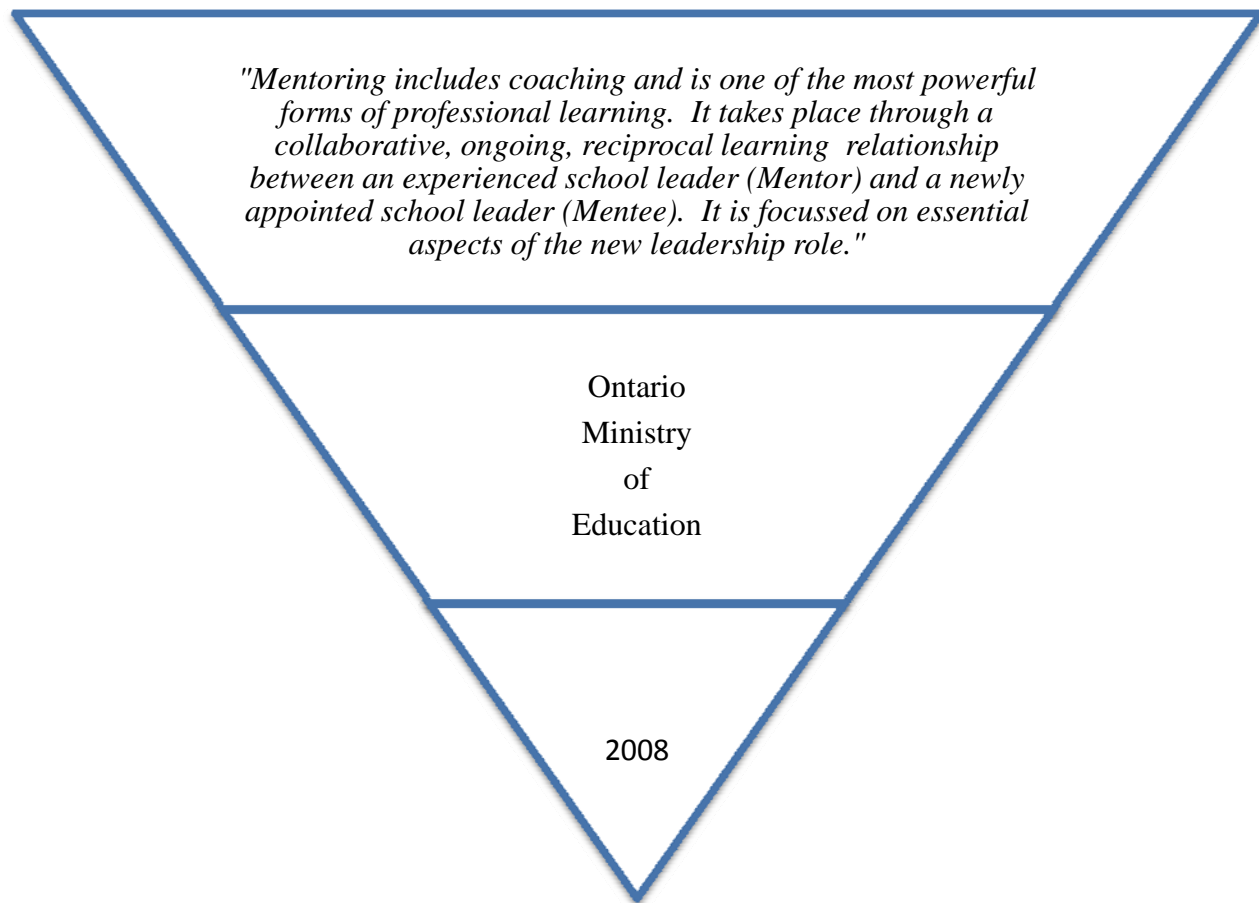 "Mentoring includes coaching and is one of the most powerful
forms of professional learning.  It takes place through a
collaborative, ongoing, reciprocal learning  relationship
between an experienced school leader (Mentor) and a newly
appointed school leader (Mentee).  It is focussed on essential
aspects of the new leadership role."
Ontario
Ministry
of
Education
2008